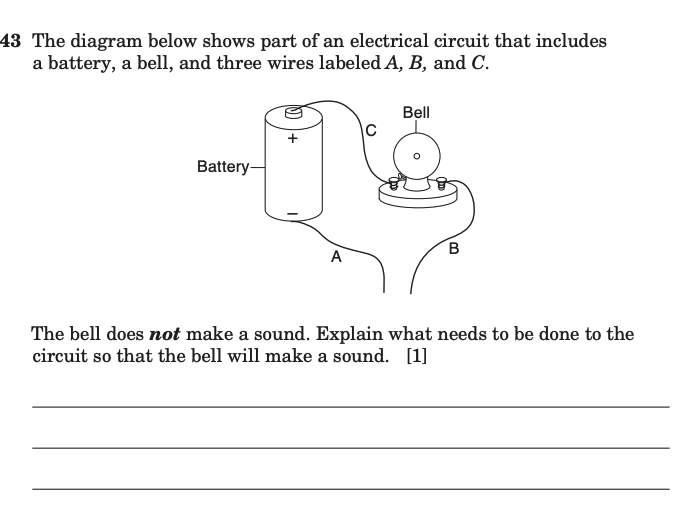 43 The diagram below shows part of an electrical circuit that includes
a battery, a bell, and three wires labeled A, B, and C.
Bell
C
+
Battery
−
B
A
The bell does not make a sound. Explain what needs to be done to the
circuit so that the bell will make a sound. [1]